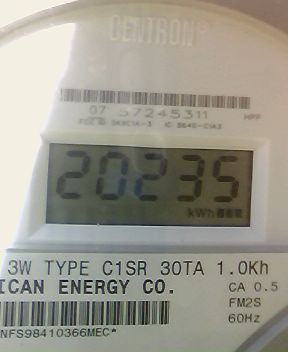 CENTRON®
07 57245311 MPP
20235
kWh
3W TYPE C1SR 30TA 1.0Kh
ICAN ENERGY CO. CA 0.5
FM2S
NFS98410366MEC* 60Hz